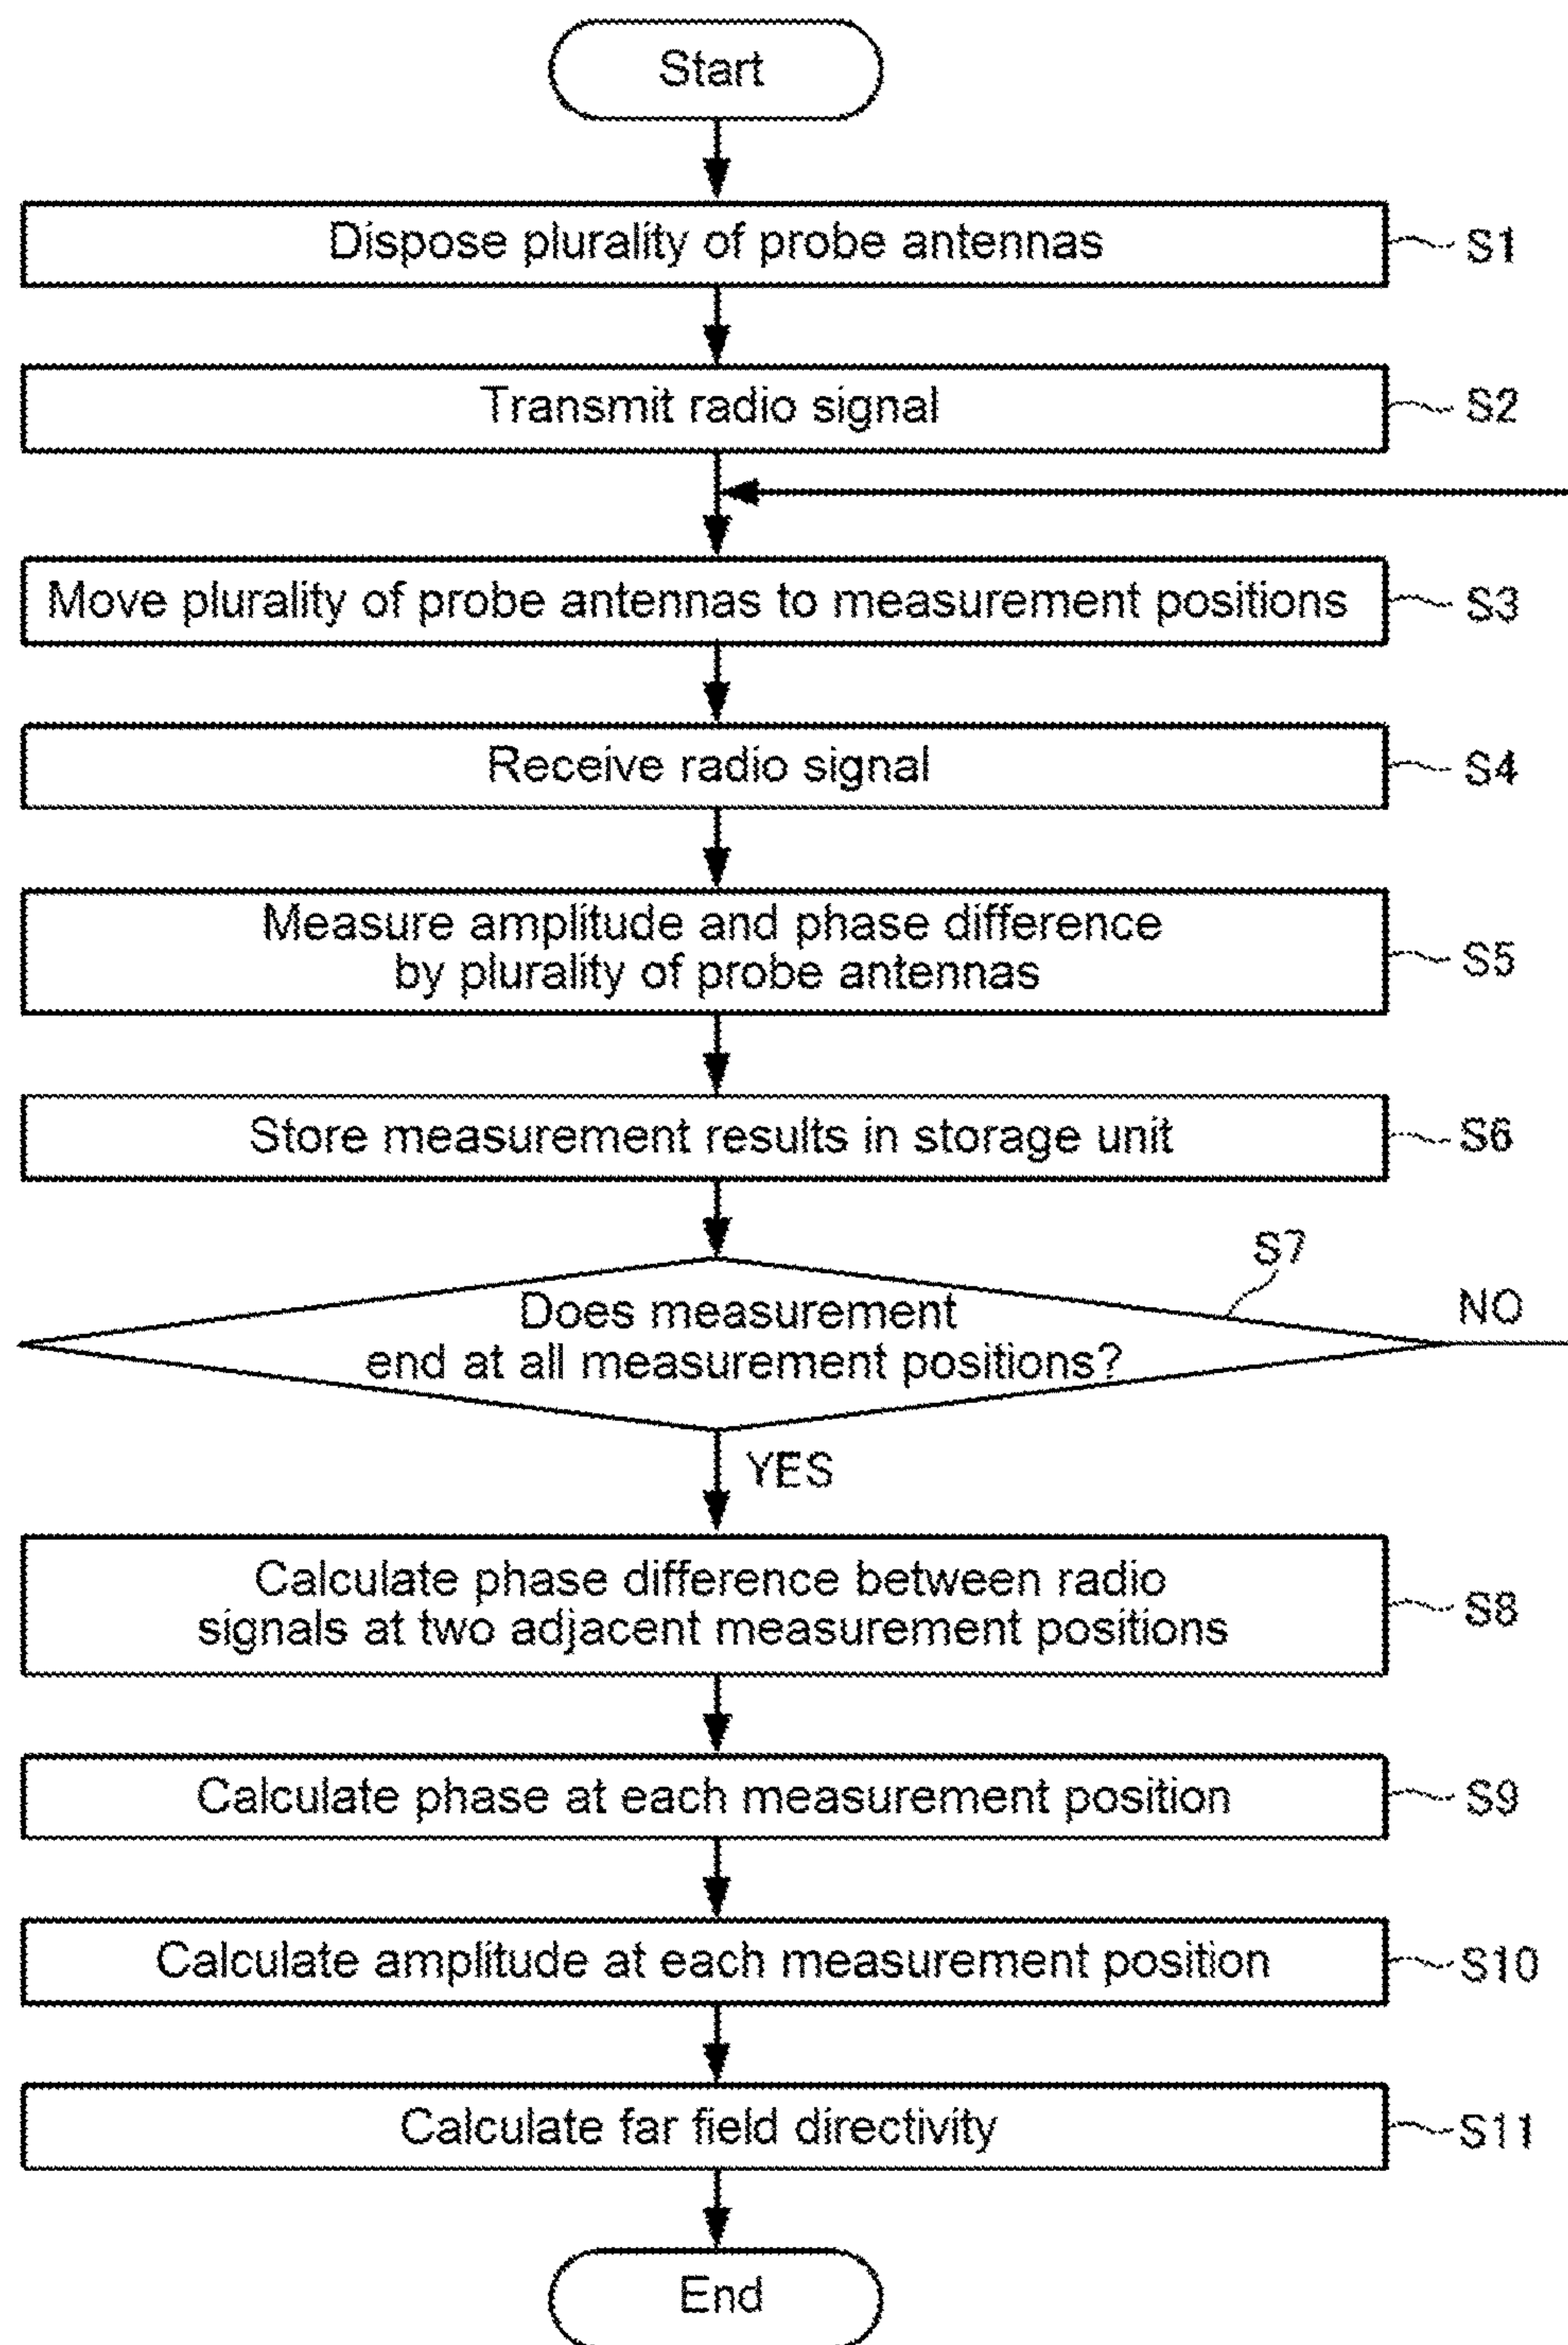 Start
Dispose plurality of probe antennas
S1
Transmit radio signal
S2
Move plurality of probe antennas to measurement positions
S3
Receive radio signal
S4
Measure amplitude and phase difference
by plurality of probe antennas
S5
Store measurement results in storage unit
S6
S7
Does measurement
end at all measurement positions?
NO
YES
Calculate phase difference between radio
signals at two adjacent measurement positions
S8
Calculate phase at each measurement position
S9
Calculate amplitude at each measurement position
S10
Calculate far field directivity
S11
End